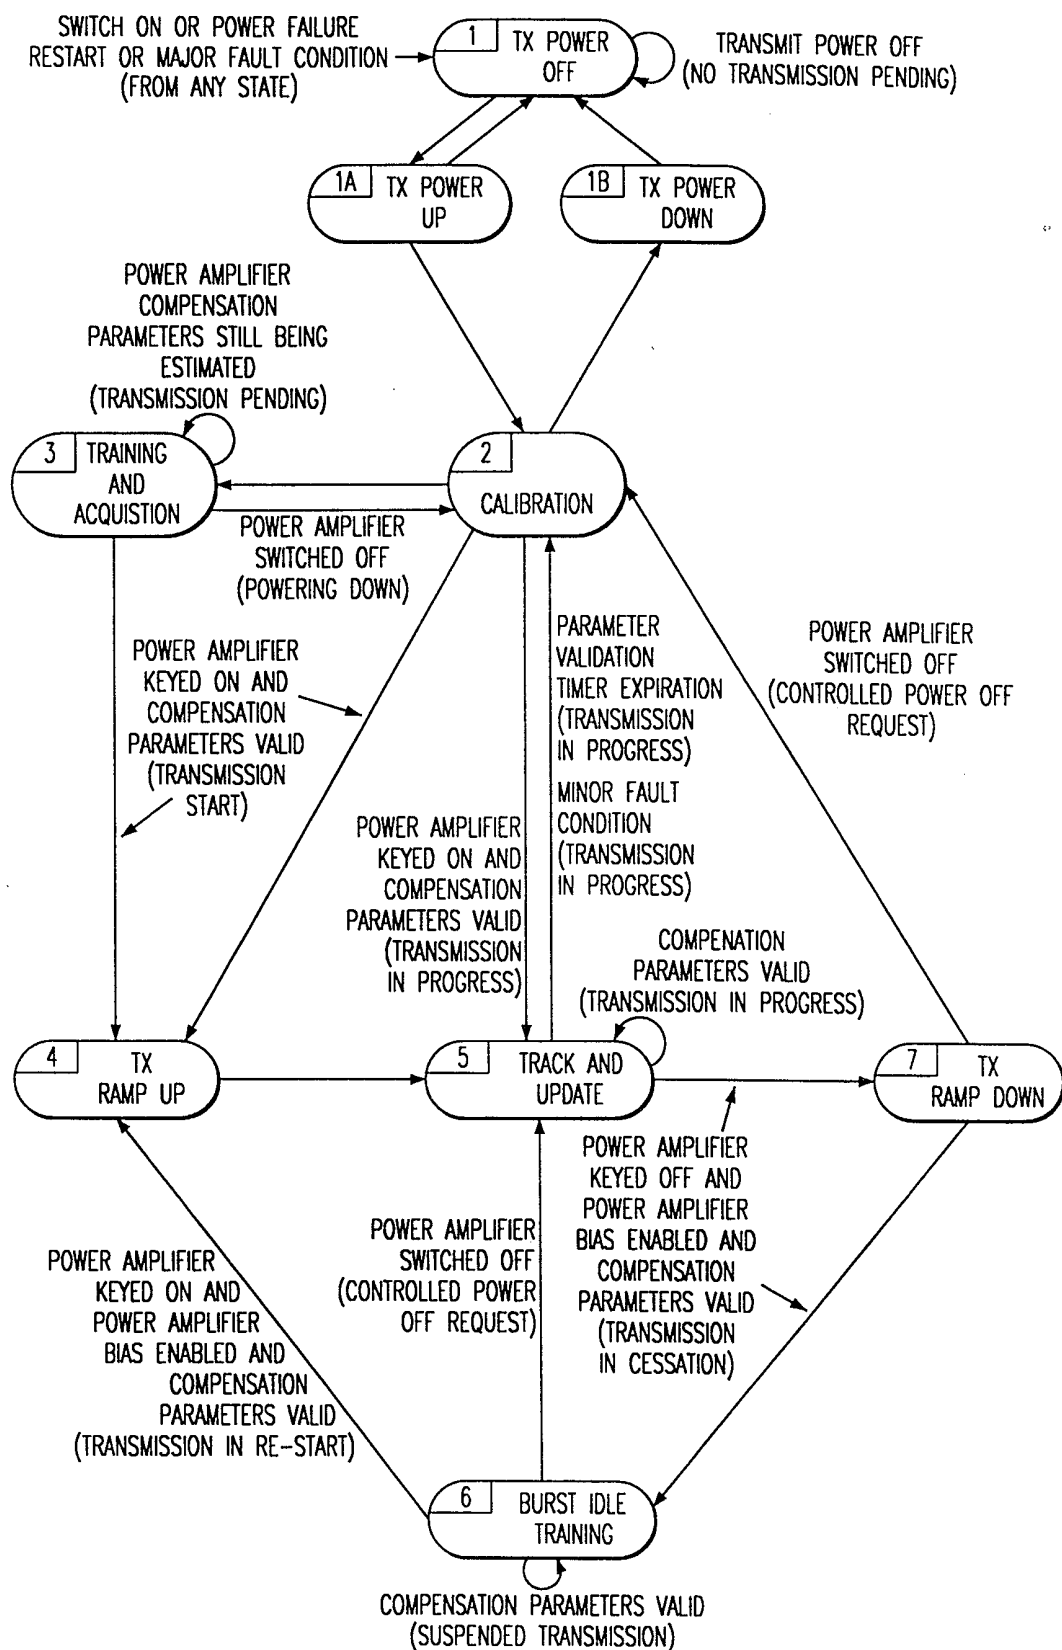 SWITCH ON OR POWER FAILURE
RESTART OR MAJOR FAULT CONDITION
(FROM ANY STATE)
1
TX POWER
OFF
TRANSMIT POWER OFF
(NO TRANSMISSION PENDING)
1A
TX POWER
UP
1B
TX POWER
DOWN
POWER AMPLIFIER
COMPENSATION
PARAMETERS STILL BEING
ESTIMATED
(TRANSMISSION PENDING)
3
TRAINING
AND
ACQUISTION
2
CALIBRATION
POWER AMPLIFIER
SWITCHED OFF
(POWERING DOWN)
POWER AMPLIFIER
KEYED ON AND
COMPENSATION
PARAMETERS VALID
(TRANSMISSION
START)
PARAMETER
VALIDATION
TIMER EXPIRATION
(TRANSMISSION
IN PROGRESS)
MINOR FAULT
CONDITION
(TRANSMISSION
IN PROGRESS)
POWER AMPLIFIER
SWITCHED OFF
(CONTROLLED POWER OFF
REQUEST)
POWER AMPLIFIER
KEYED ON AND
COMPENSATION
PARAMETERS VALID
(TRANSMISSION
IN PROGRESS)
COMPENATION
PARAMETERS VALID
(TRANSMISSION IN PROGRESS)
4
TX
RAMP UP
5
TRACK AND
UPDATE
7
TX
RAMP DOWN
POWER AMPLIFIER
KEYED ON AND
POWER AMPLIFIER
BIAS ENABLED AND
COMPENSATION
PARAMETERS VALID
(TRANSMISSION IN RE-START)
POWER AMPLIFIER
SWITCHED OFF
(CONTROLLED POWER
OFF REQUEST)
POWER AMPLIFIER
KEYED OFF AND
POWER AMPLIFIER
BIAS ENABLED AND
COMPENSATION
PARAMETERS VALID
(TRANSMISSION
IN CESSATION)
6
BURST IDLE
TRAINING
COMPENSATION PARAMETERS VALID
(SUSPENDED TRANSMISSION)